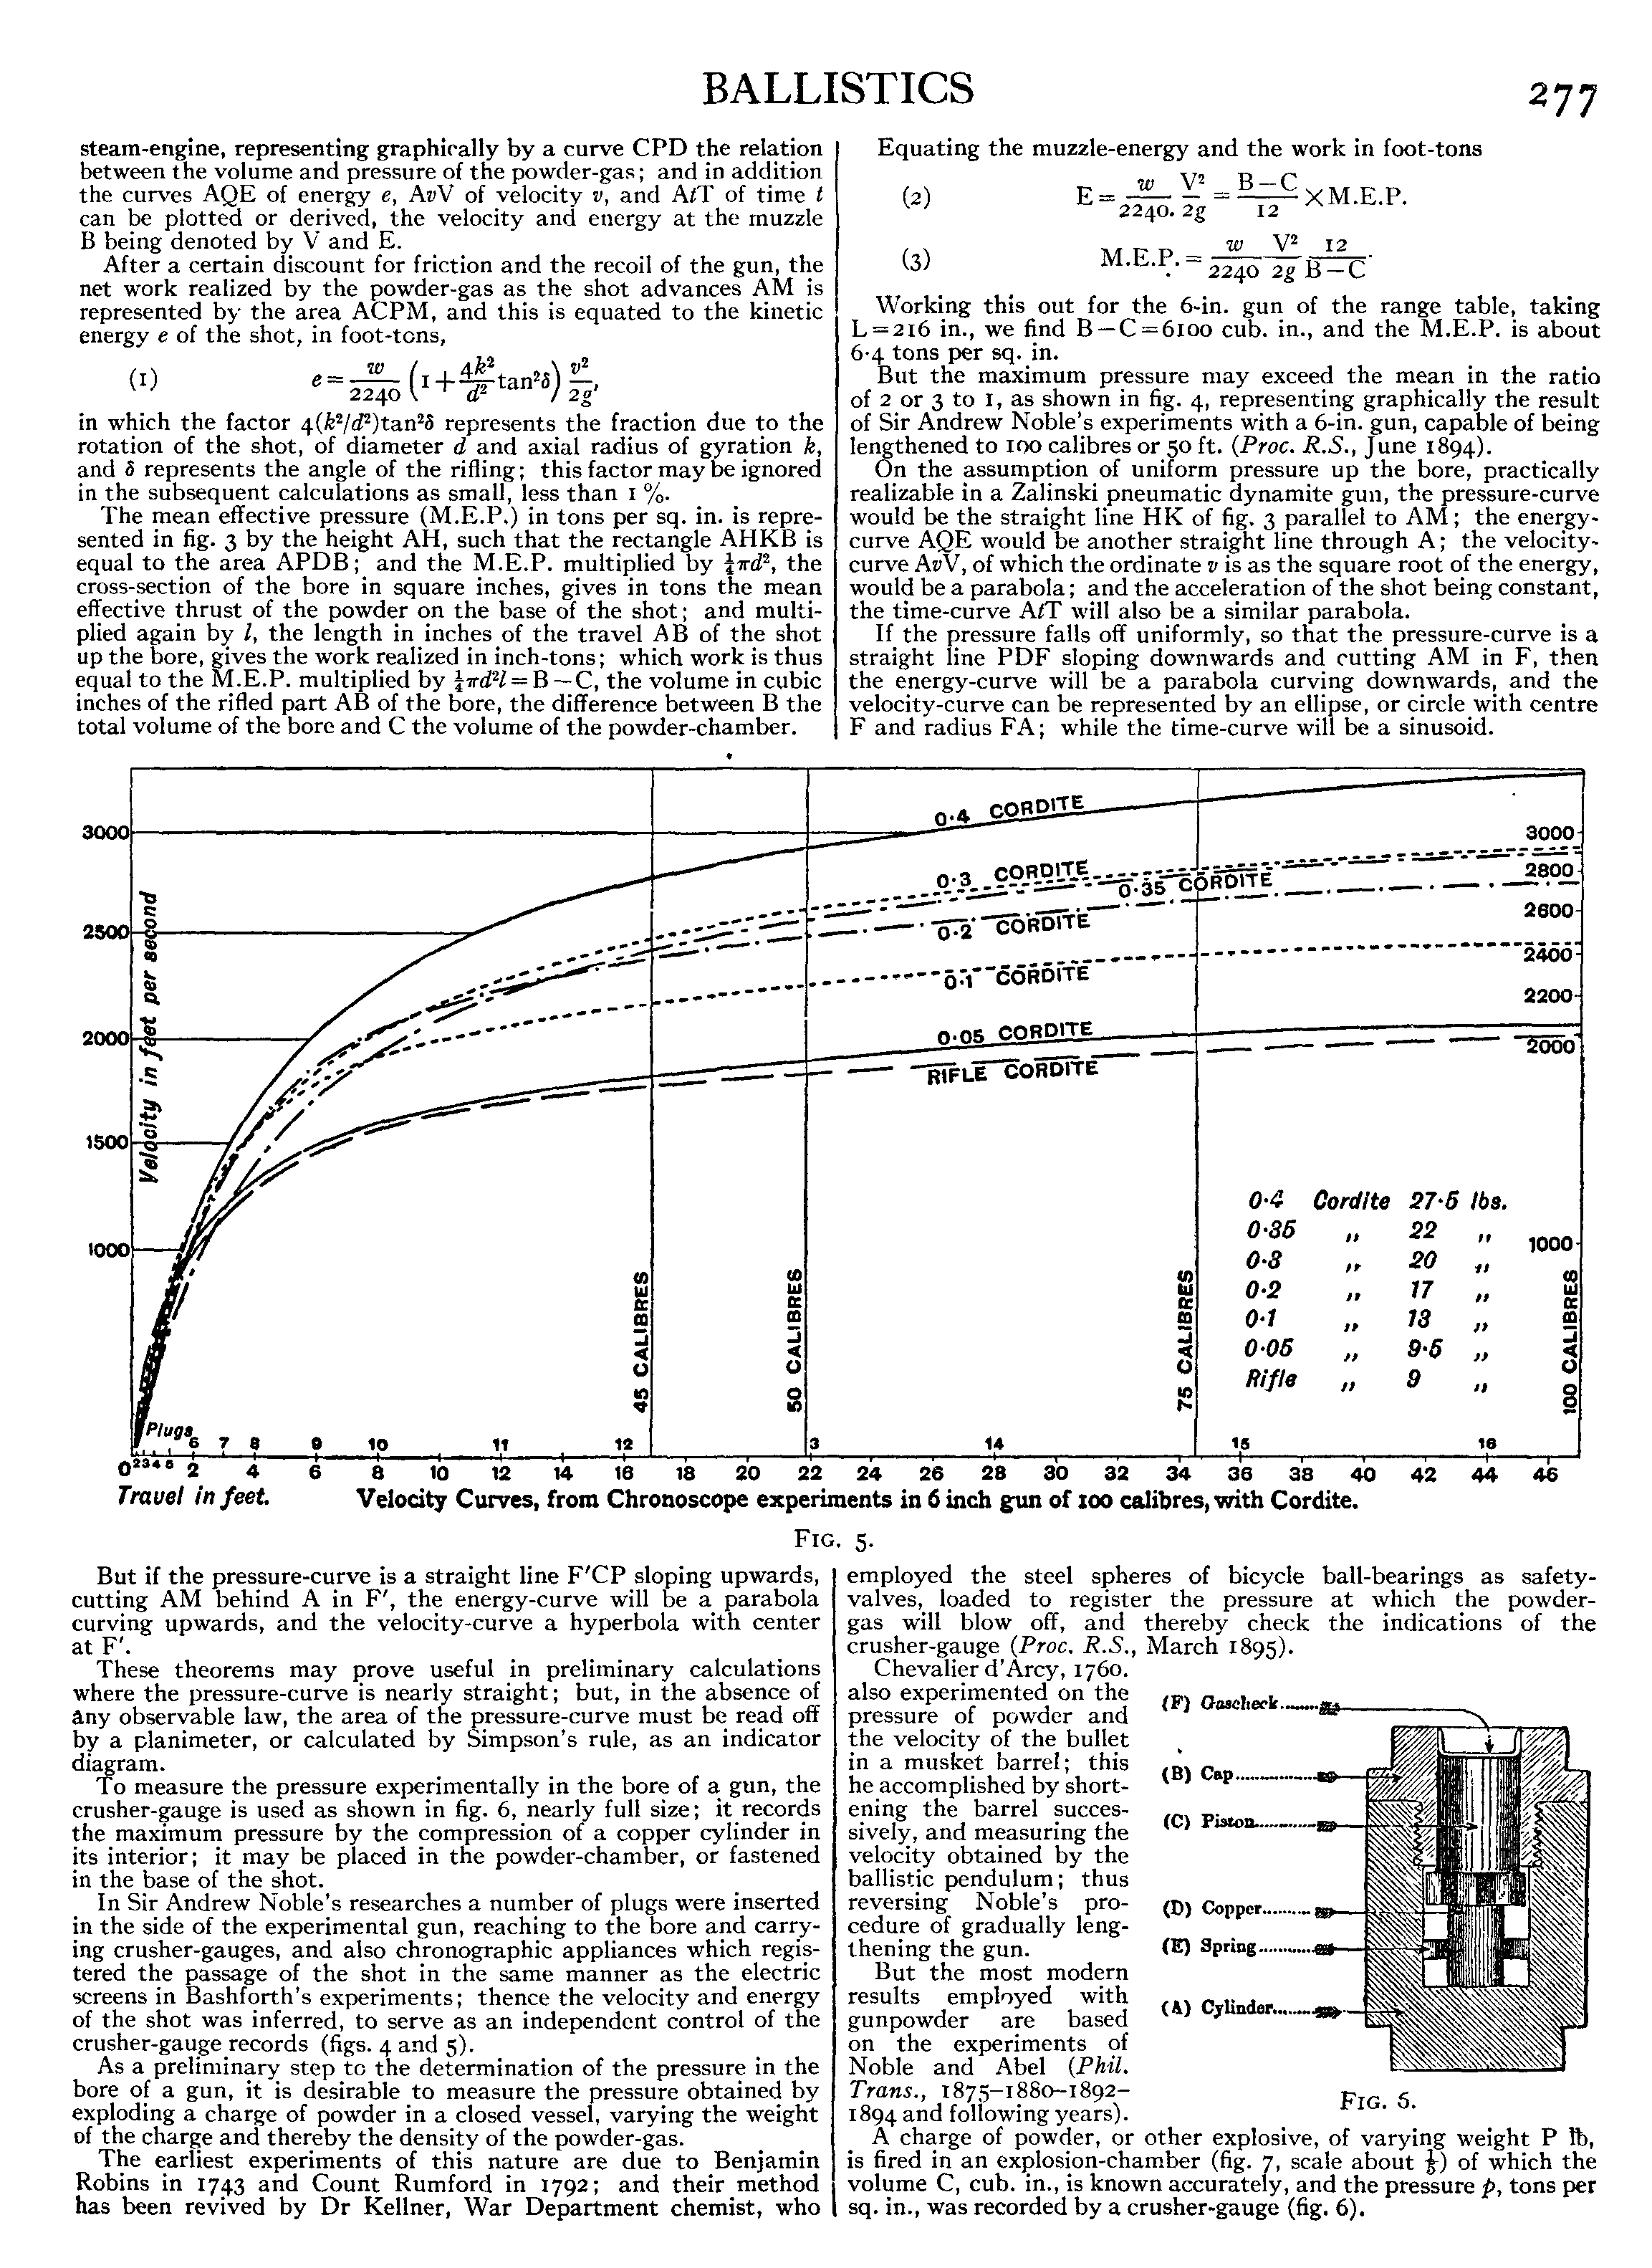 BALLISTICS
277
steam-engine, representing graphically by a curve CPD the relation
between the volume and pressure of the powder-gas; and in addition
the curves AQE of energy e, AvV of velocity v, and AtT of time t
can be plotted or derived, the velocity and energy at the muzzle
B being denoted by V and E.
After a certain discount for friction and the recoil of the gun, the
net work realized by the powder-gas as the shot advances AM is
represented by the area ACPM, and this is equated to the kinetic
energy e of the shot, in foot-tons,
(1) e = w/2240 (1 + 4k²/d² tan²δ) v²/2g,
in which the factor 4(k²/d²)tan²δ represents the fraction due to the
rotation of the shot, of diameter d and axial radius of gyration k,
and δ represents the angle of the rifling; this factor may be ignored
in the subsequent calculations as small, less than 1 %.
The mean effective pressure (M.E.P.) in tons per sq. in. is repre-
sented in fig. 3 by the height AH, such that the rectangle AHKB is
equal to the area APDB; and the M.E.P. multiplied by ¼πd², the
cross-section of the bore in square inches, gives in tons the mean
effective thrust of the powder on the base of the shot; and multi-
plied again by l, the length in inches of the travel AB of the shot
up the bore, gives the work realized in inch-tons; which work is thus
equal to the M.E.P. multiplied by ¼πd²l = B – C, the volume in cubic
inches of the rifled part AB of the bore, the difference between B the
total volume of the bore and C the volume of the powder-chamber.
Equating the muzzle-energy and the work in foot-tons
(2) E = w/2240. V²/2g = B – C/12 × M.E.P.
(3) M.E.P. = w/2240 V²/2g 12/B – C.
Working this out for the 6-in. gun of the range table, taking
L = 216 in., we find B – C = 6100 cub. in., and the M.E.P. is about
6·4 tons per sq. in.
But the maximum pressure may exceed the mean in the ratio
of 2 or 3 to 1, as shown in fig. 4, representing graphically the result
of Sir Andrew Noble's experiments with a 6-in. gun, capable of being
lengthened to 100 calibres or 50 ft. (Proc. R.S., June 1894).
On the assumption of uniform pressure up the bore, practically
realizable in a Zalinski pneumatic dynamite gun, the pressure-curve
would be the straight line HK of fig. 3 parallel to AM; the energy-
curve AQE would be another straight line through A; the velocity-
curve AvV, of which the ordinate v is as the square root of the energy,
would be a parabola; and the acceleration of the shot being constant,
the time-curve AtT will also be a similar parabola.
If the pressure falls off uniformly, so that the pressure-curve is a
straight line PDF sloping downwards and cutting AM in F, then
the energy-curve will be a parabola curving downwards, and the
velocity-curve can be represented by an ellipse, or circle with centre
F and radius FA; while the time-curve will be a sinusoid.
0·4 CORDITE
3000
3000
0·3 CORDITE
0·35 CORDITE
2800
Velocity in feet per second
2600
2500
0·2 CORDITE
2400
0·1 CORDITE
2200
2000
0·05 CORDITE
2000
RIFLE CORDITE
1500
0·4 Cordite 27·5 lbs.
0·35 ,, 22 ,,
1000
1000
0·3 ,, 20 ,,
0·2 ,, 17 ,,
0·1 ,, 13 ,,
0·05 ,, 9·5 ,,
Rifle ,, 9 ,,
45 CALIBRES
50 CALIBRES
75 CALIBRES
100 CALIBRES
Plugs 6 7 8 9 10 11 12 13 14 15 16
0 2 3 4 5 2 4 6 8 10 12 14 16 18 20 22 24 26 28 30 32 34 36 38 40 42 44 46
Travel in feet.
Velocity Curves, from Chronoscope experiments in 6 inch gun of 100 calibres, with Cordite.
FIG. 5.
But if the pressure-curve is a straight line F'CP sloping upwards,
cutting AM behind A in F', the energy-curve will be a parabola
curving upwards, and the velocity-curve a hyperbola with center
at F'.
These theorems may prove useful in preliminary calculations
where the pressure-curve is nearly straight; but, in the absence of
any observable law, the area of the pressure-curve must be read off
by a planimeter, or calculated by Simpson's rule, as an indicator
diagram.
To measure the pressure experimentally in the bore of a gun, the
crusher-gauge is used as shown in fig. 6, nearly full size; it records
the maximum pressure by the compression of a copper cylinder in
its interior; it may be placed in the powder-chamber, or fastened
in the base of the shot.
In Sir Andrew Noble's researches a number of plugs were inserted
in the side of the experimental gun, reaching to the bore and carry-
ing crusher-gauges, and also chronographic appliances which regis-
tered the passage of the shot in the same manner as the electric
screens in Bashforth's experiments; thence the velocity and energy
of the shot was inferred, to serve as an independent control of the
crusher-gauge records (figs. 4 and 5).
As a preliminary step to the determination of the pressure in the
bore of a gun, it is desirable to measure the pressure obtained by
exploding a charge of powder in a closed vessel, varying the weight
of the charge and thereby the density of the powder-gas.
The earliest experiments of this nature are due to Benjamin
Robins in 1743 and Count Rumford in 1792; and their method
has been revived by Dr Kellner, War Department chemist, who
employed the steel spheres of bicycle ball-bearings as safety-
valves, loaded to register the pressure at which the powder-
gas will blow off, and thereby check the indications of the
crusher-gauge (Proc. R.S., March 1895).
Chevalier d'Arcy, 1760.
also experimented on the
pressure of powder and
the velocity of the bullet
in a musket barrel; this
he accomplished by short-
ening the barrel succes-
sively, and measuring the
velocity obtained by the
ballistic pendulum; thus
reversing Noble's pro-
cedure of gradually leng-
thening the gun.
But the most modern
results employed with
gunpowder are based
on the experiments of
Noble and Abel (Phil.
Trans., 1875–1880–1892–
1894 and following years).
(F) Gascheck
(B) Cap
(C) Piston
(D) Copper
(E) Spring
(A) Cylinder
FIG. 6.
A charge of powder, or other explosive, of varying weight P ℔,
is fired in an explosion-chamber (fig. 7, scale about ⅕) of which the
volume C, cub. in., is known accurately, and the pressure p, tons per
sq. in., was recorded by a crusher-gauge (fig. 6).